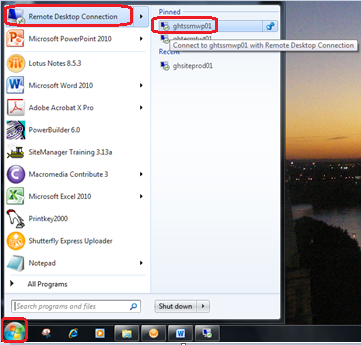 Remote Desktop Connection
Microsoft PowerPoint 2010
Lotus Notes 8.5.3
Microsoft Word 2010
Adobe Acrobat X Pro
PowerBuilder 6.0
SiteManager Training 3.13a
Macromedia Contribute 3
Microsoft Excel 2010
Printkey2000
Shutterfly Express Uploader
Notepad
All Programs
Search programs and files
Shut down
Pinned
ghtssmwp01
Connect to ghtssmwp01 with Remote Desktop Connection
Recent
ghsiteprod01